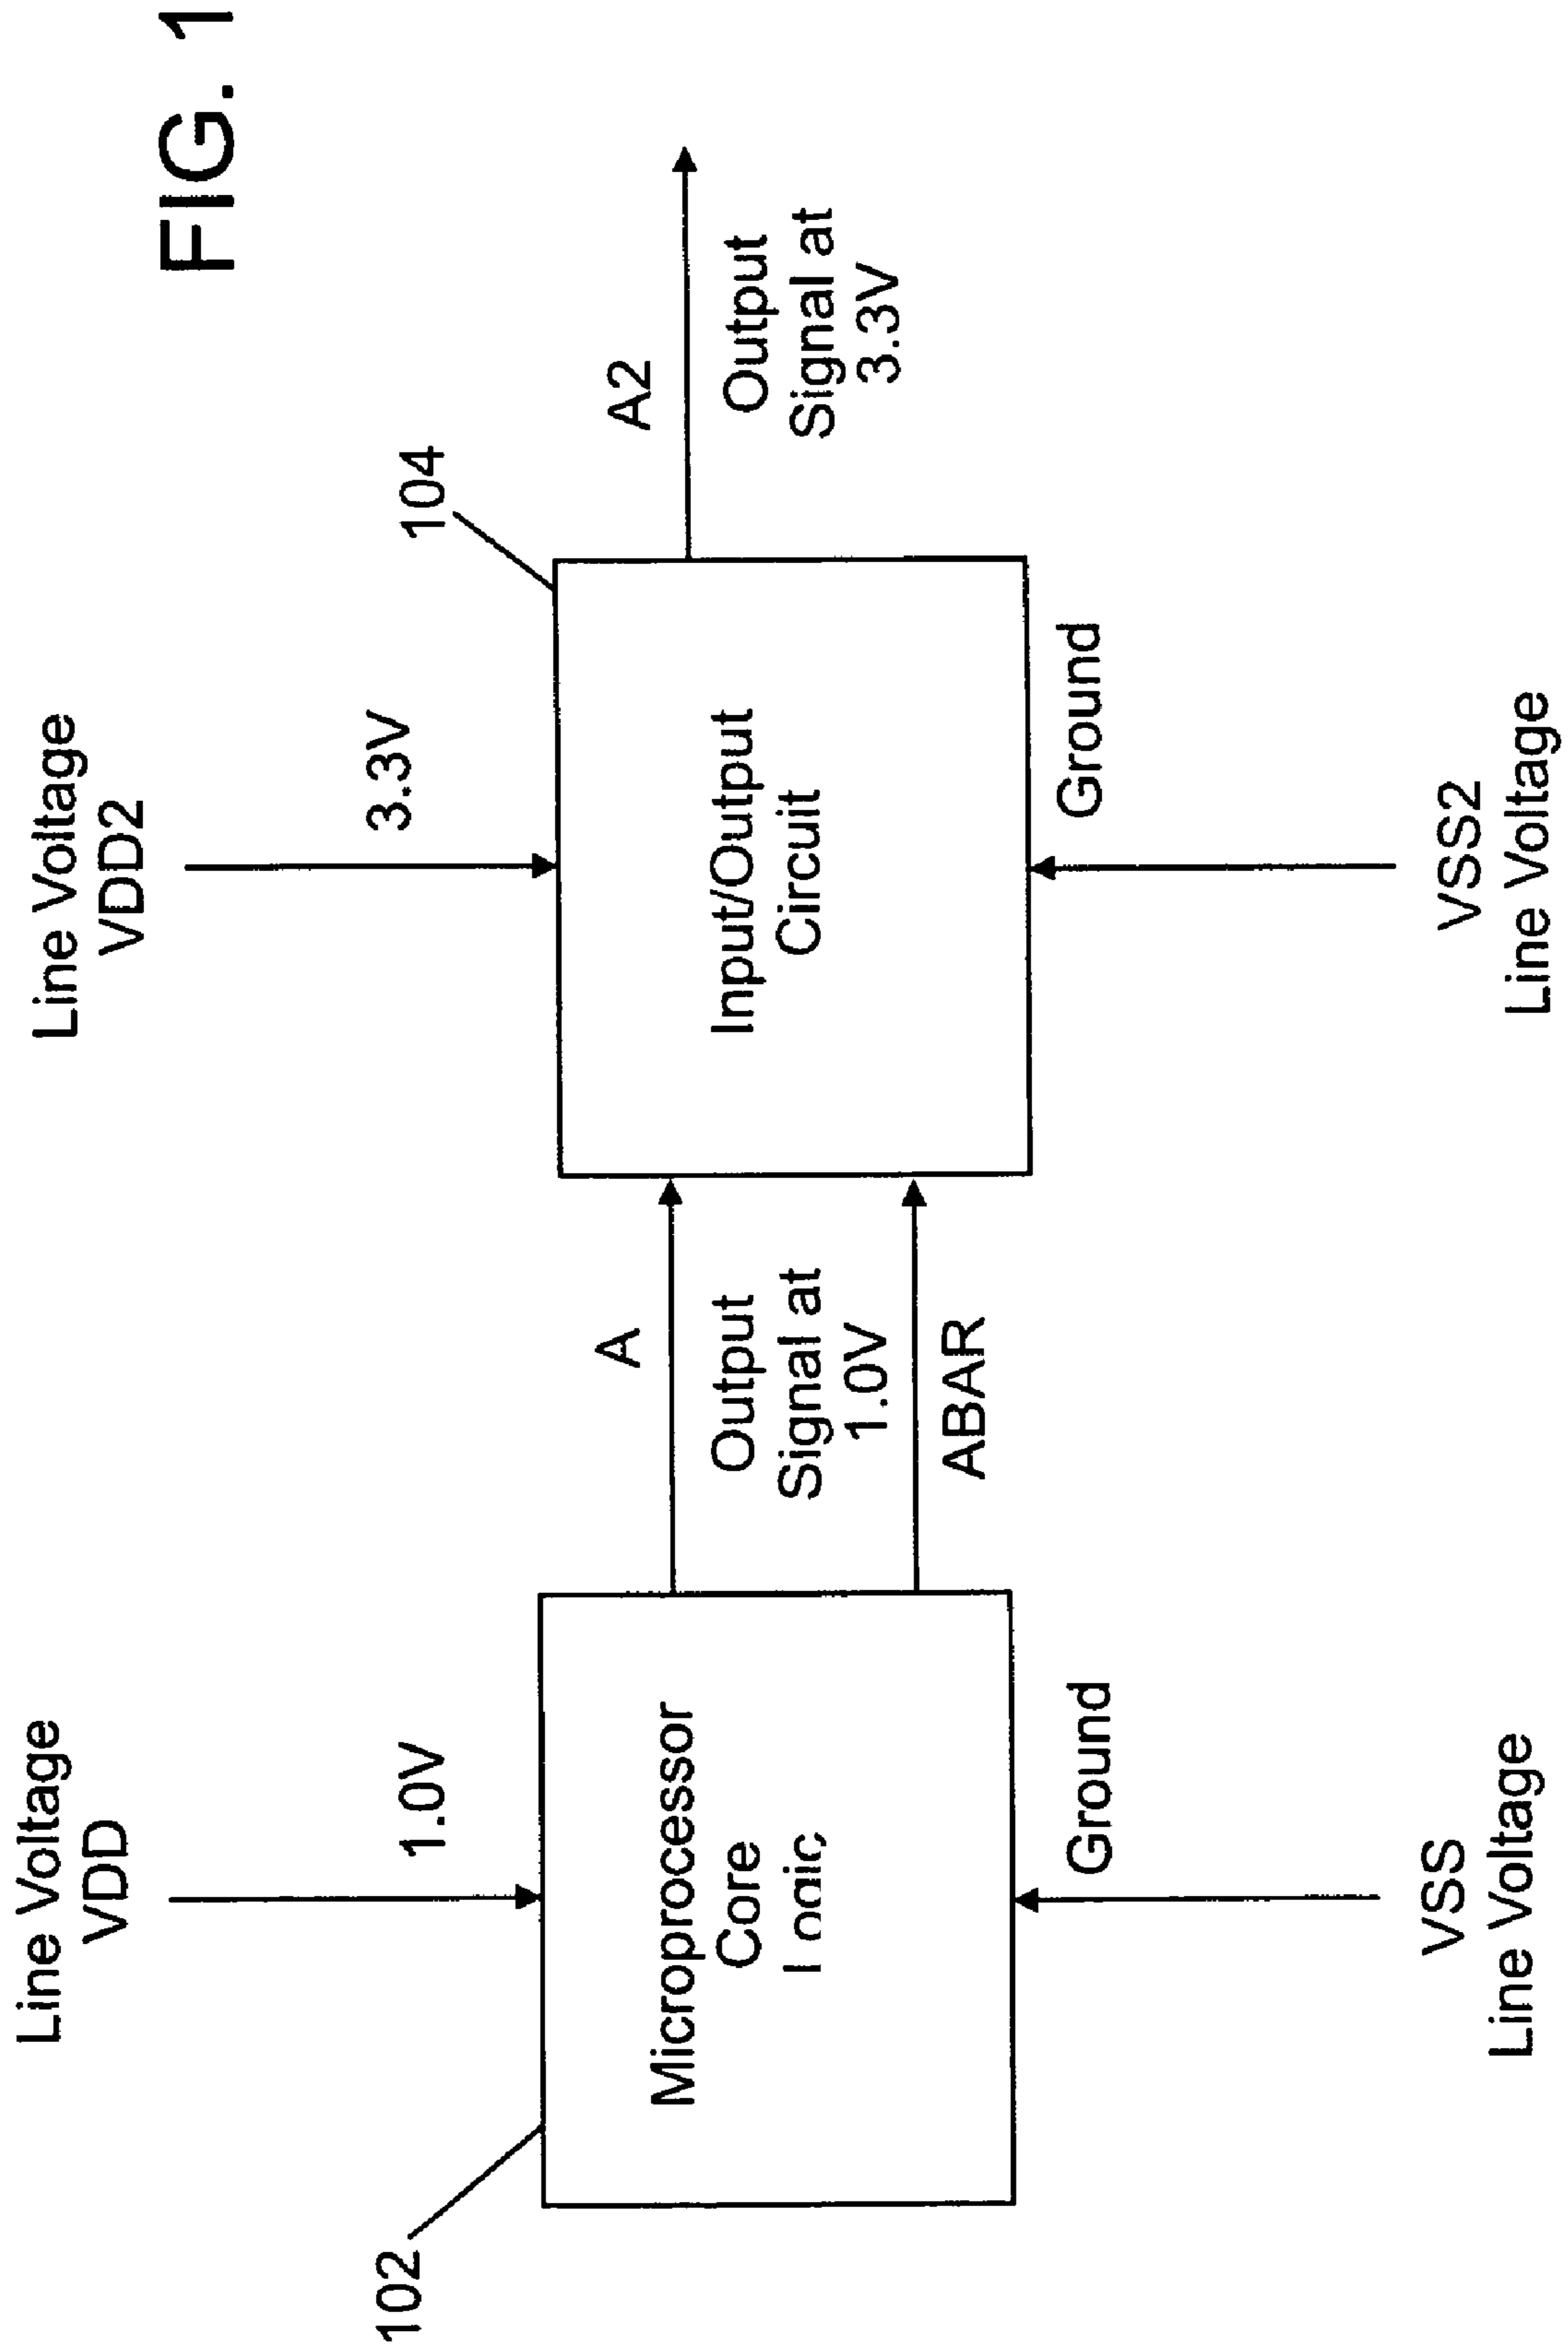 FIG. 1
Line Voltage
VDD
1.0V
102
Microprocessor
Core
Logic
Ground
VSS
Line Voltage
A
Output
Signal at
1.0V
ABAR
Line Voltage
VDD2
3.3V
104
Input/Output
Circuit
Ground
VSS2
Line Voltage
A2
Output
Signal at
3.3V